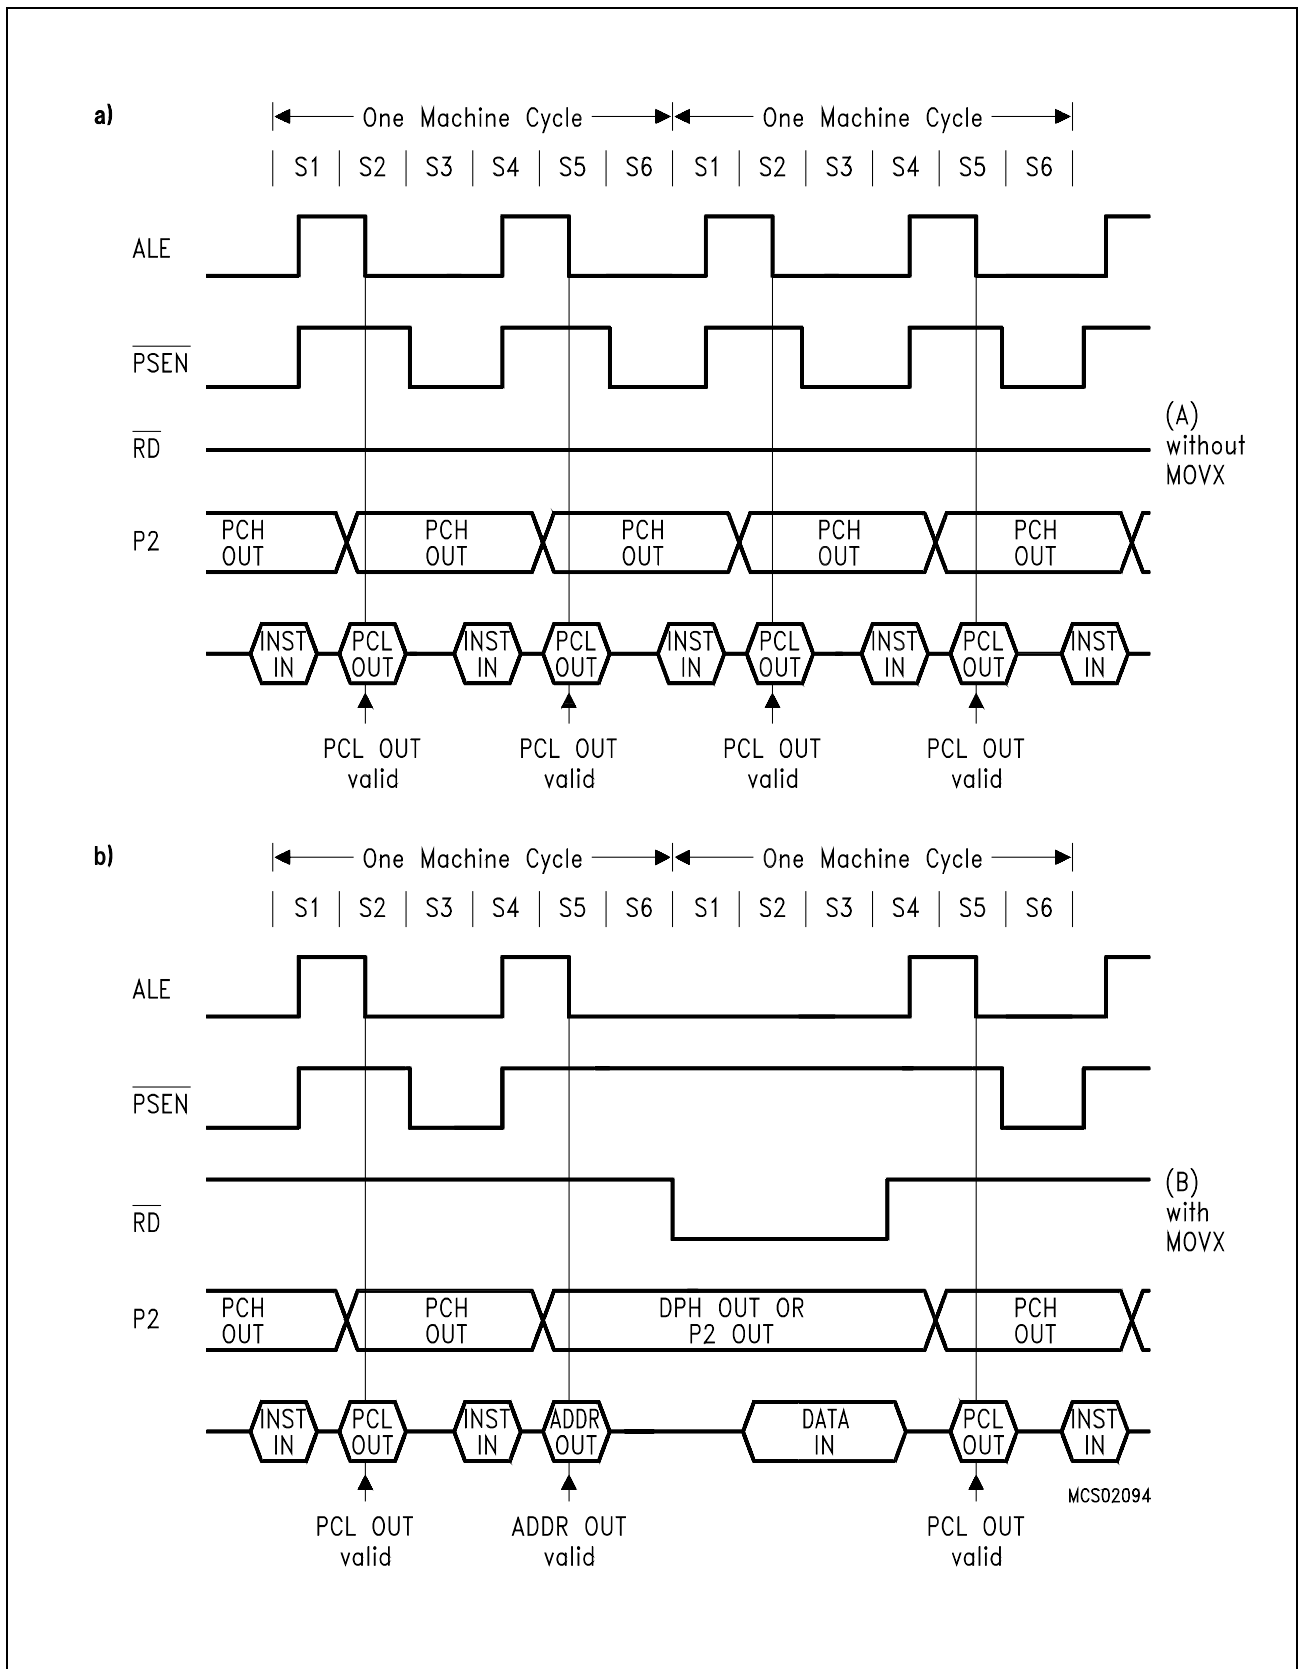 a)
One Machine Cycle One Machine Cycle
S1 S2 S3 S4 S5 S6 S1 S2 S3 S4 S5 S6
ALE
PSEN
(A)
RD
without
MOVX
P2
PCH PCH PCH PCH PCH
OUT OUT OUT OUT OUT
INST PCL INST PCL INST PCL INST PCL INST
IN OUT IN OUT IN OUT IN OUT IN
PCL OUT PCL OUT PCL OUT PCL OUT
valid valid valid valid
b)
One Machine Cycle One Machine Cycle
S1 S2 S3 S4 S5 S6 S1 S2 S3 S4 S5 S6
ALE
PSEN
(B)
RD
with
MOVX
P2
PCH PCH DPH OUT OR PCH
OUT OUT P2 OUT OUT
INST PCL INST ADDR DATA PCL INST
IN OUT IN OUT IN OUT IN
MCS02094
PCL OUT ADDR OUT PCL OUT
valid valid valid